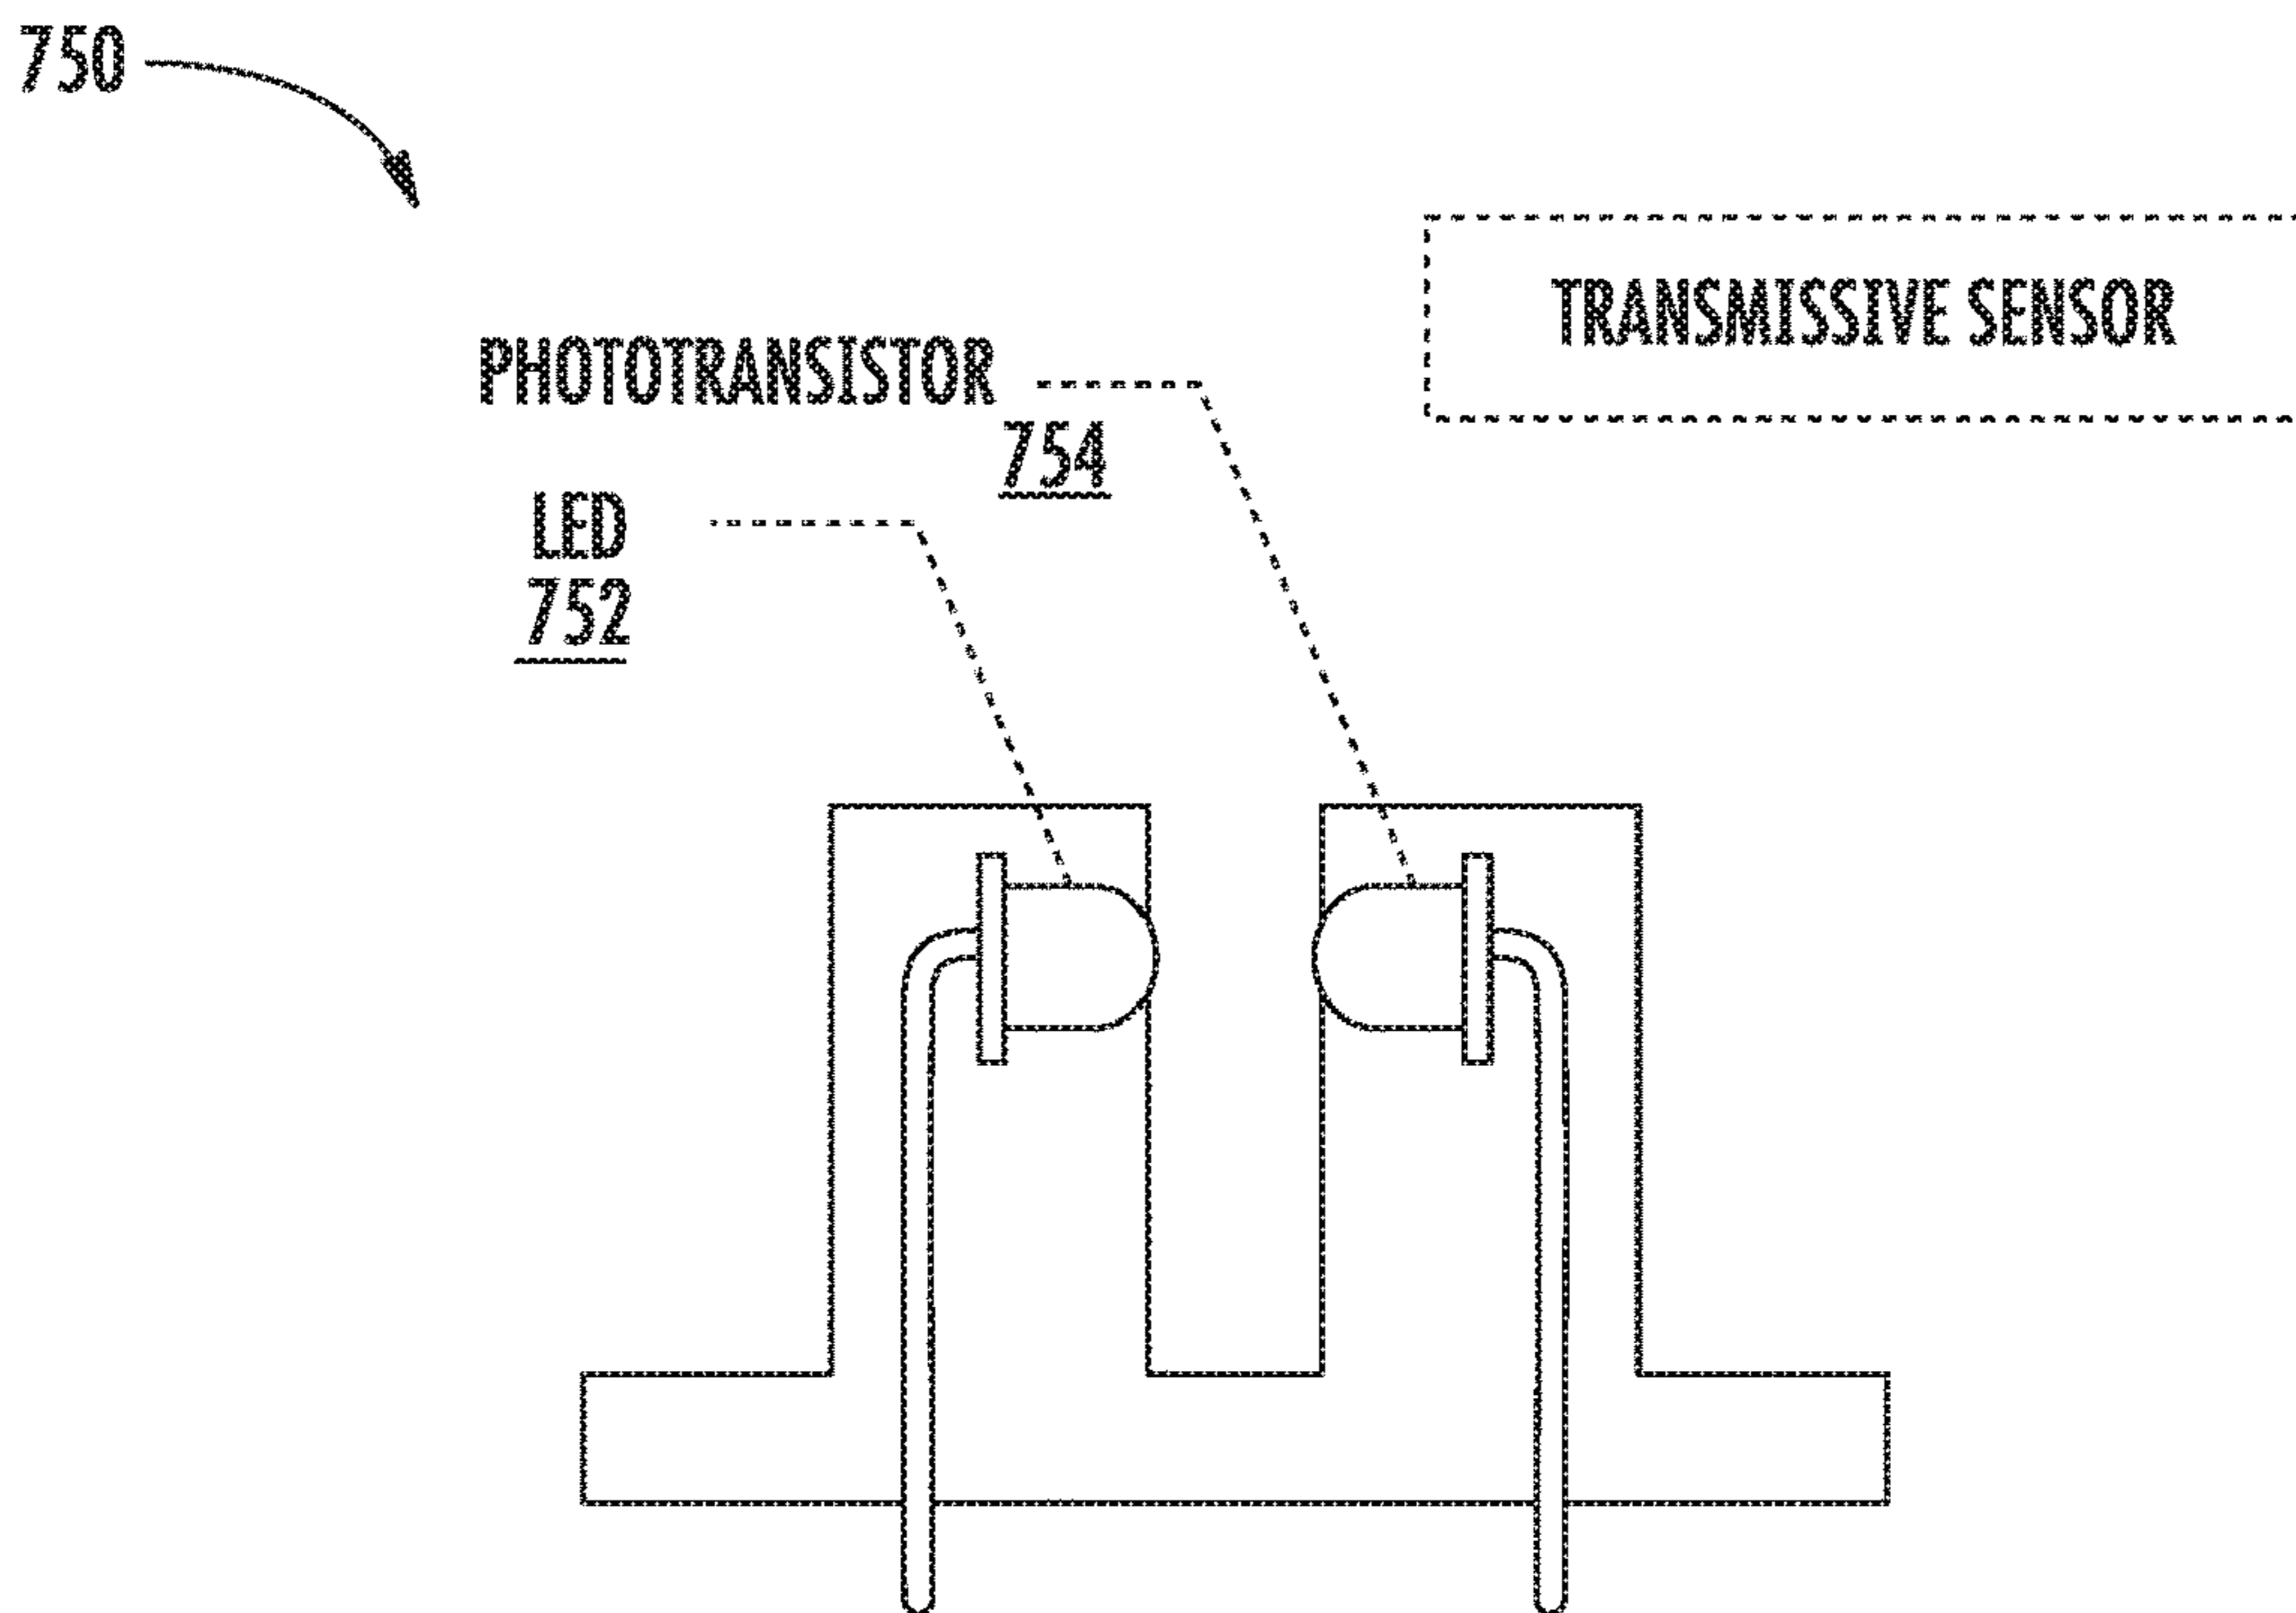 750
TRANSMISSIVE SENSOR
PHOTOTRANSISTOR
754
LED
752